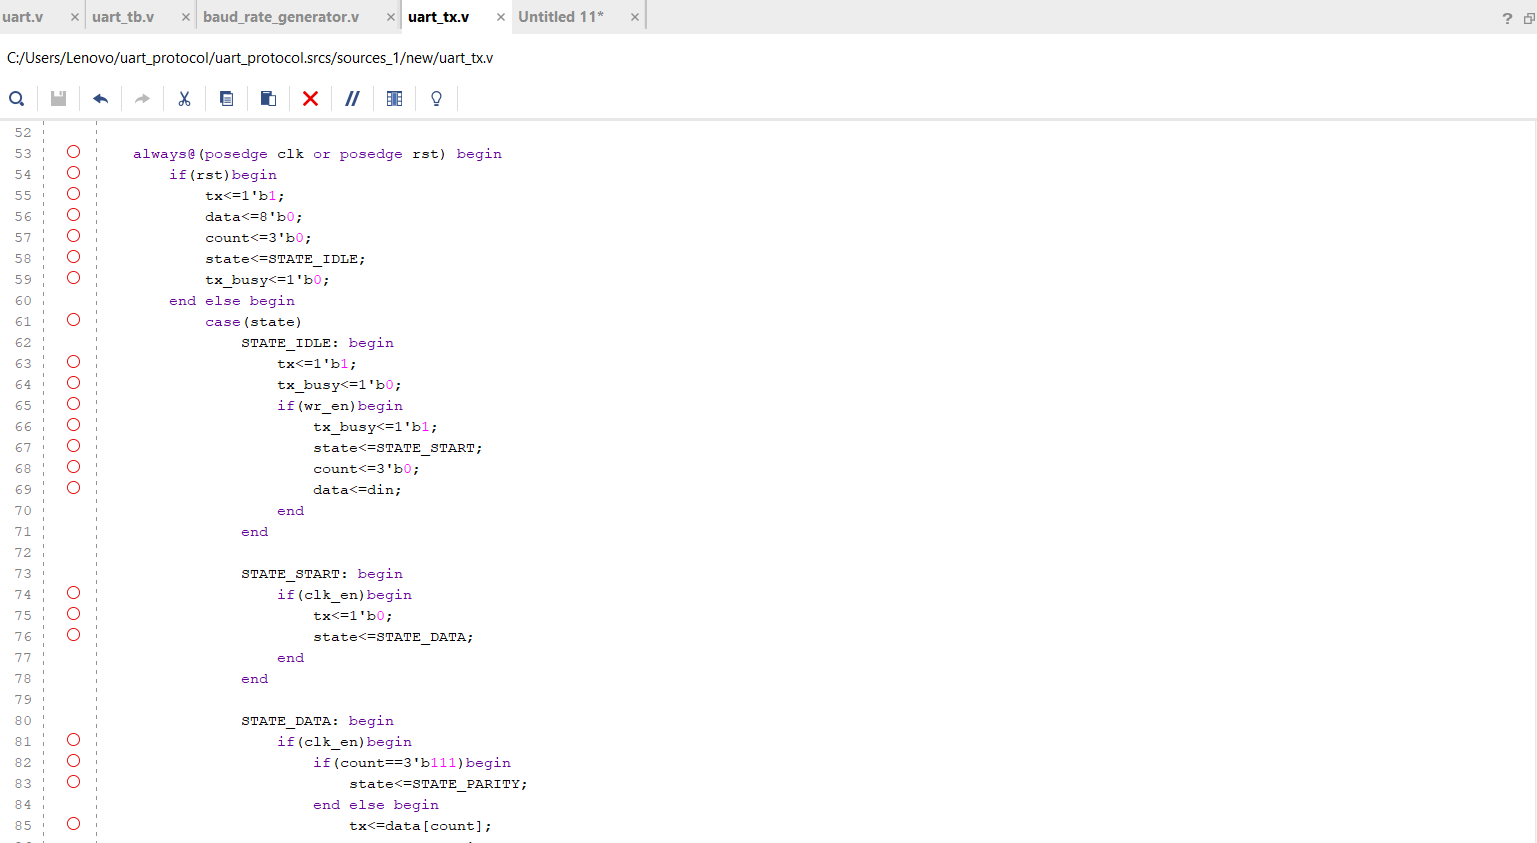 uart.v × uart_tb.v × baud_rate_generator.v × uart_tx.v × Untitled 11* × ?
C:/Users/Lenovo/uart_protocol/uart_protocol.srcs/sources_1/new/uart_tx.v
52
53 always@(posedge clk or posedge rst) begin
54 if(rst)begin
55 tx<=1'b1;
56 data<=8'b0;
57 count<=3'b0;
58 state<=STATE_IDLE;
59 tx_busy<=1'b0;
60 end else begin
61 case(state)
62 STATE_IDLE: begin
63 tx<=1'b1;
64 tx_busy<=1'b0;
65 if(wr_en)begin
66 tx_busy<=1'b1;
67 state<=STATE_START;
68 count<=3'b0;
69 data<=din;
70 end
71 end
72
73 STATE_START: begin
74 if(clk_en)begin
75 tx<=1'b0;
76 state<=STATE_DATA;
77 end
78 end
79
80 STATE_DATA: begin
81 if(clk_en)begin
82 if(count==3'b111)begin
83 state<=STATE_PARITY;
84 end else begin
85 tx<=data[count];